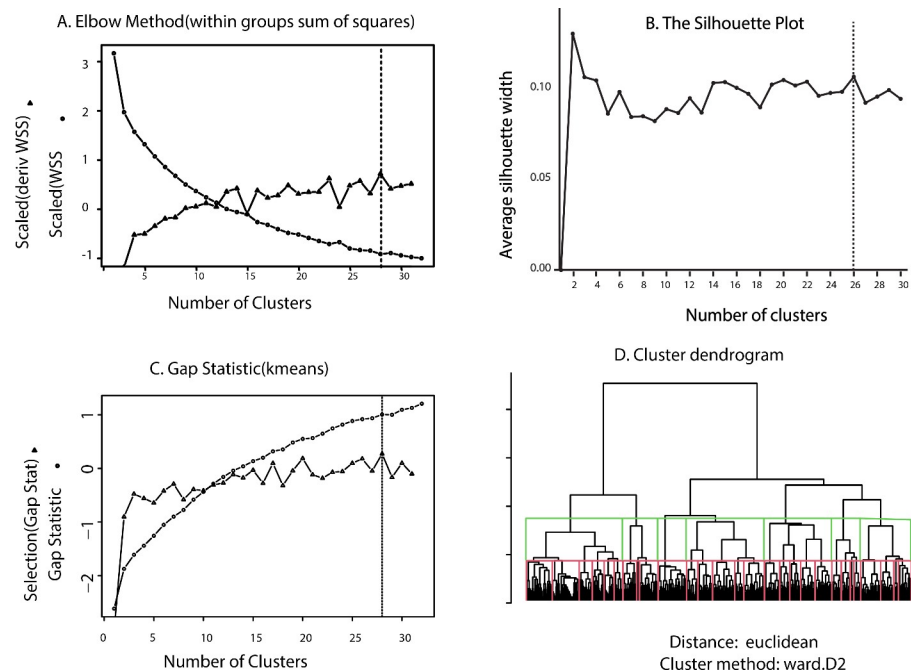 A. Elbow Method(within groups sum of squares)
Scaled(deriv WSS) ▲
Scaled(WSS ●
3
2
1
0
-1
5 10 15 20 25 30
Number of Clusters
B. The Silhouette Plot
Average silhouette width
0.10
0.05
0.00
2 4 6 8 10 12 14 16 18 20 22 24 26 28 30
Number of clusters
C. Gap Statistic(kmeans)
Selection(Gap Stat) ▲
Gap Statistic ●
1
0
-1
-2
0 5 10 15 20 25 30
Number of Clusters
D. Cluster dendrogram
Distance: euclidean
Cluster method: ward.D2